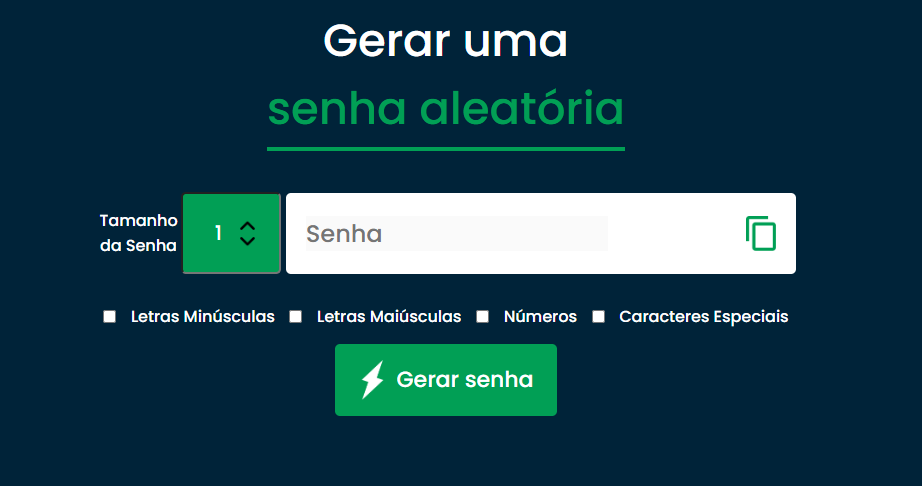 Gerar uma
senha aleatória
Tamanho
da Senha
1
Senha
Letras Minúsculas
Letras Maiúsculas
Números
Caracteres Especiais
Gerar senha